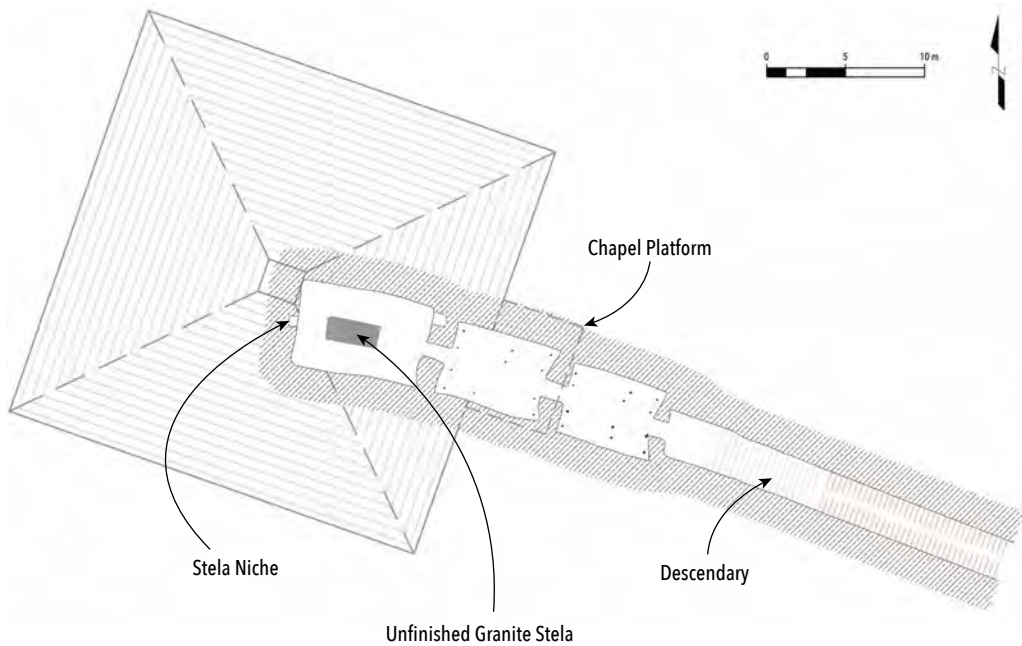 0 5 10 m
N
Chapel Platform
Stela Niche
Descendary
Unfinished Granite Stela